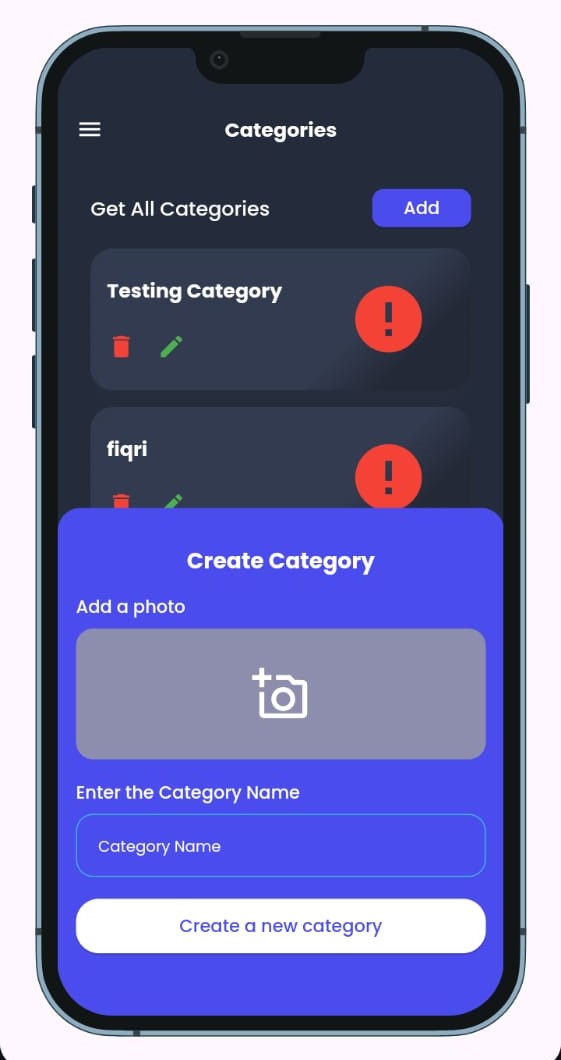 Categories
Get All Categories
Add
Testing Category
fiqri
Create Category
Add a photo
Enter the Category Name
Category Name
Create a new category